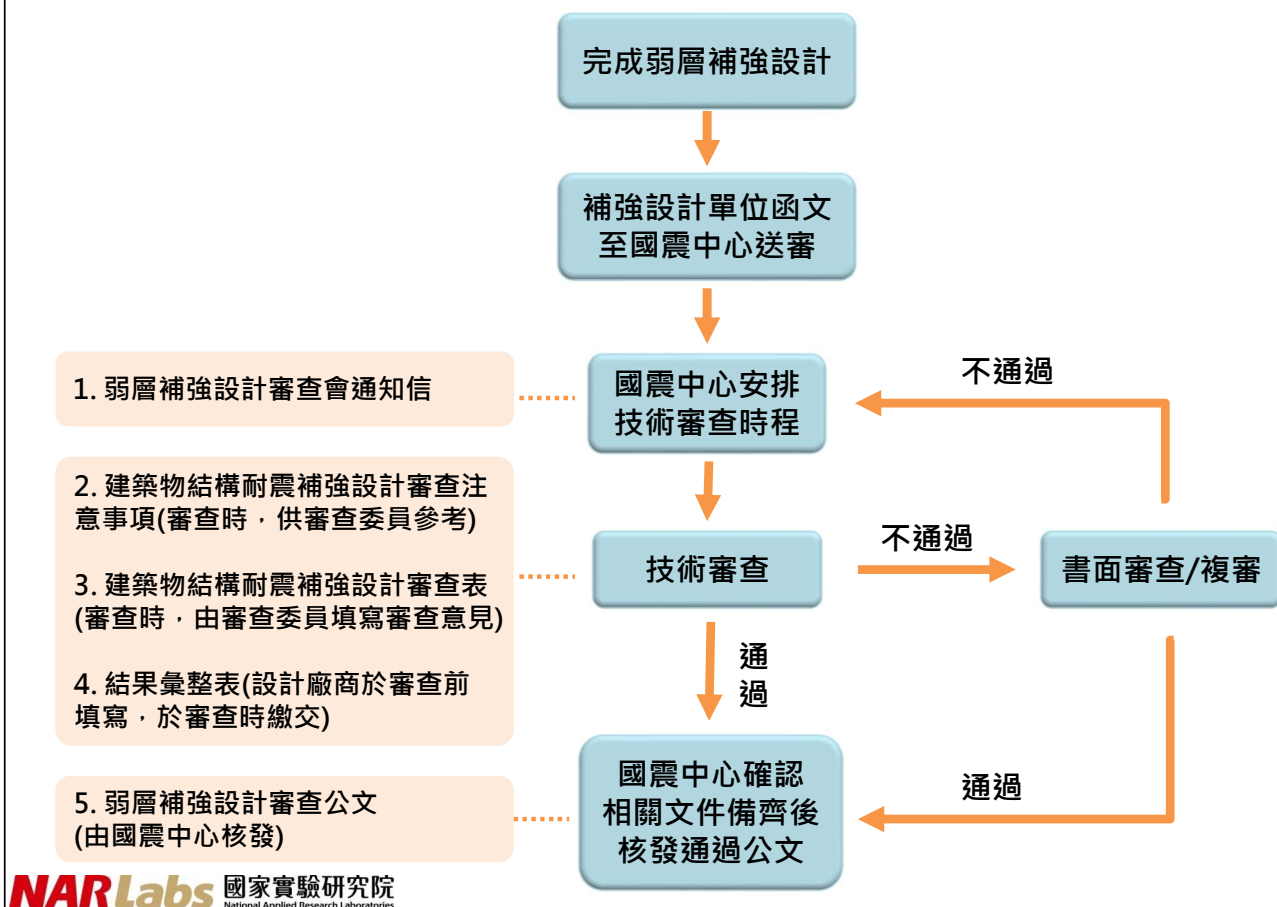 完成弱層補強設計
補強設計單位函文
至國震中心送審
1. 弱層補強設計審查會通知信
國震中心安排
技術審查時程
不通過
2. 建築物結構耐震補強設計審查注
意事項(審查時，供審查委員參考)
3. 建築物結構耐震補強設計審查表
(審查時，由審查委員填寫審查意見)
4. 結果彙整表(設計廠商於審查前
填寫，於審查時繳交)
技術審查
不通過
書面審查/複審
通
過
5. 弱層補強設計審查公文
(由國震中心核發)
國震中心確認
相關文件備齊後
核發通過公文
通過
NARLabs 國家實驗研究院
National Applied Research Laboratories